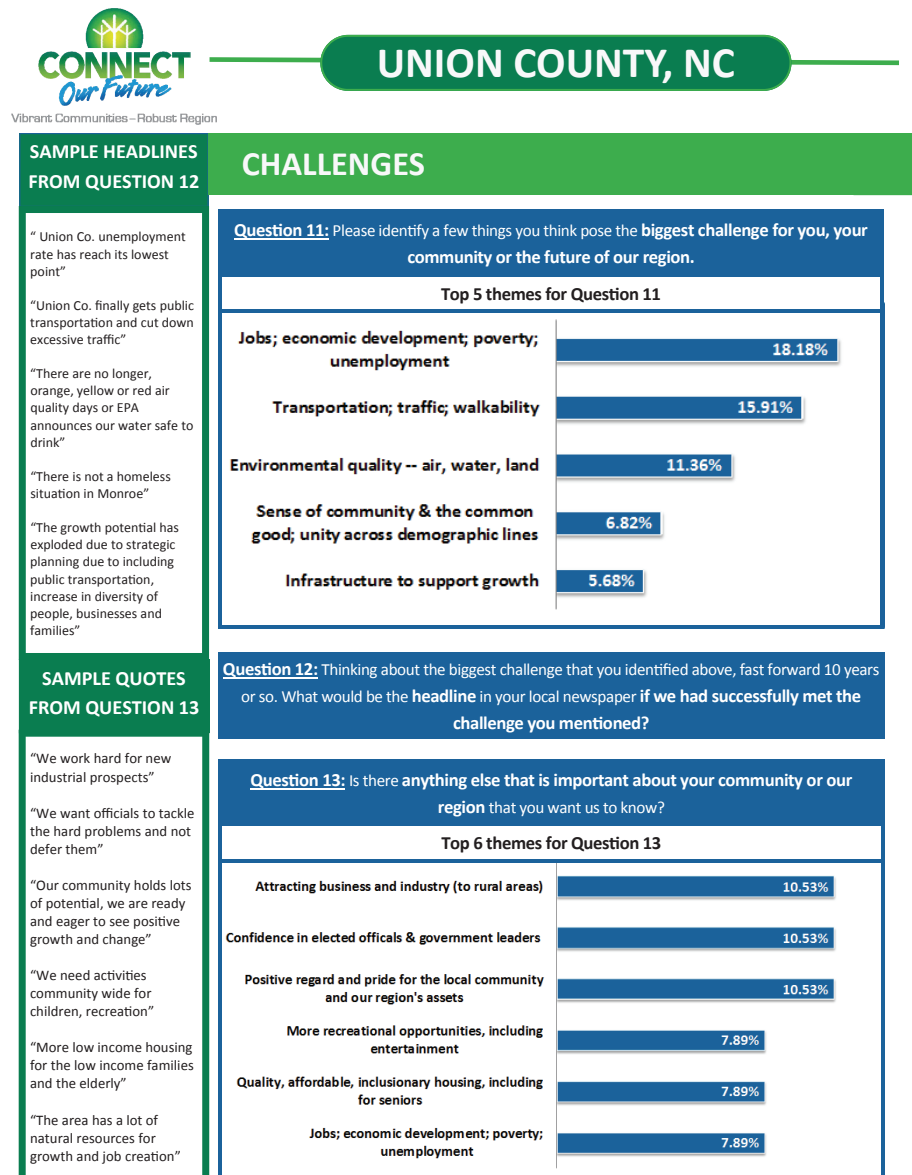 CONNECT
Our Future
Vibrant Communities – Robust Region
UNION COUNTY, NC
SAMPLE HEADLINES
FROM QUESTION 12
“ Union Co. unemployment
rate has reach its lowest
point”
“Union Co. finally gets public
transportation and cut down
excessive traffic”
“There are no longer,
orange, yellow or red air
quality days or EPA
announces our water safe to
drink”
“There is not a homeless
situation in Monroe”
“The growth potential has
exploded due to strategic
planning due to including
public transportation,
increase in diversity of
people, businesses and
families”
SAMPLE QUOTES
FROM QUESTION 13
“We work hard for new
industrial prospects”
“We want officials to tackle
the hard problems and not
defer them”
“Our community holds lots
of potential, we are ready
and eager to see positive
growth and change”
“We need activities
community wide for
children, recreation”
“More low income housing
for the low income families
and the elderly”
“The area has a lot of
natural resources for
growth and job creation”
CHALLENGES
Question 11: Please identify a few things you think pose the biggest challenge for you, your
community or the future of our region.
Top 5 themes for Question 11
Jobs; economic development; poverty;
unemployment
18.18%
Transportation; traffic; walkability
15.91%
Environmental quality -- air, water, land
11.36%
Sense of community & the common
good; unity across demographic lines
6.82%
Infrastructure to support growth
5.68%
Question 12: Thinking about the biggest challenge that you identified above, fast forward 10 years
or so. What would be the headline in your local newspaper if we had successfully met the
challenge you mentioned?
Question 13: Is there anything else that is important about your community or our
region that you want us to know?
Top 6 themes for Question 13
Attracting business and industry (to rural areas)
10.53%
Confidence in elected officals & government leaders
10.53%
Positive regard and pride for the local community
and our region's assets
10.53%
More recreational opportunities, including
entertainment
7.89%
Quality, affordable, inclusionary housing, including
for seniors
7.89%
Jobs; economic development; poverty;
unemployment
7.89%